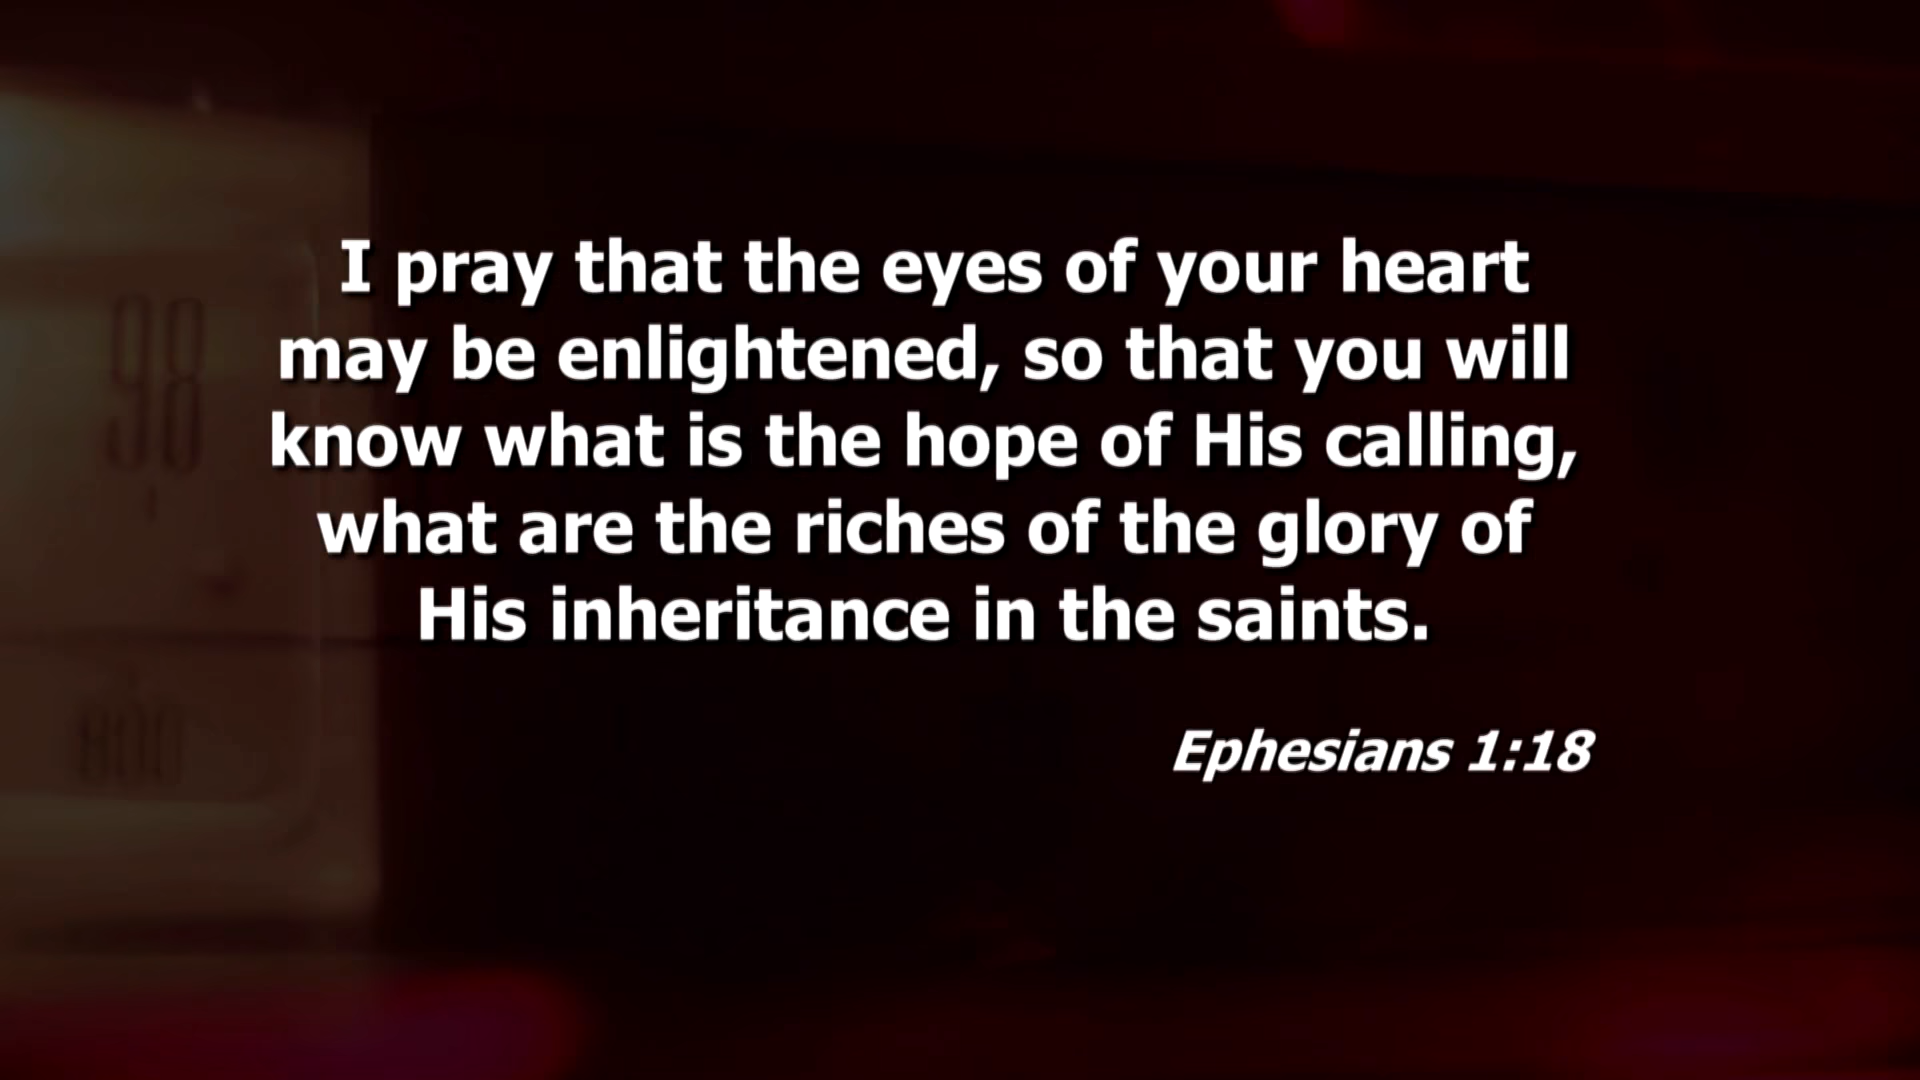 I pray that the eyes of your heart
may be enlightened, so that you will
know what is the hope of His calling,
what are the riches of the glory of
His inheritance in the saints.
Ephesians 1:18
98
800